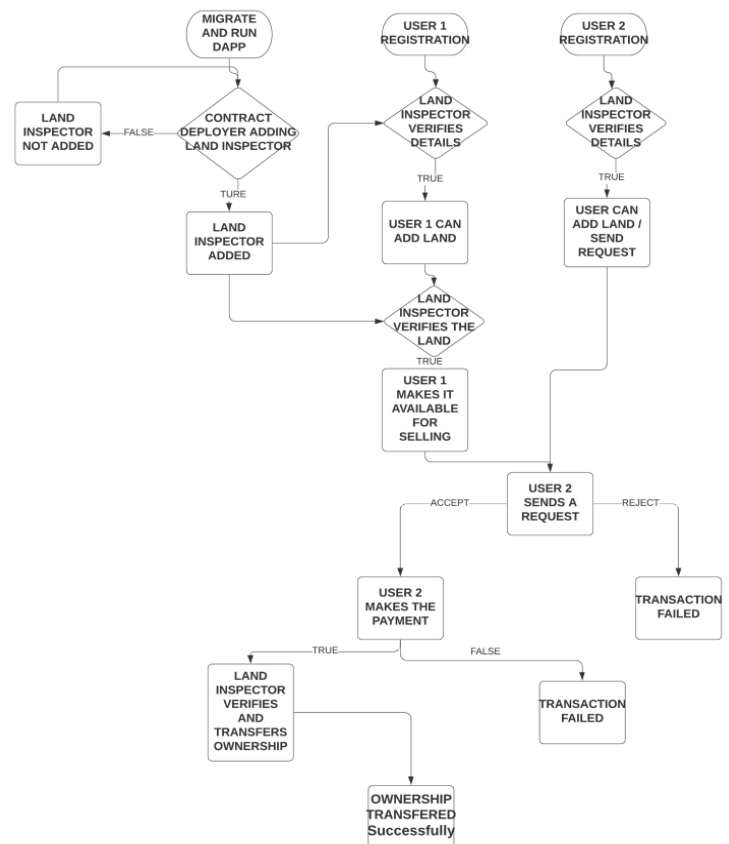 MIGRATE
AND RUN
DAPP
USER 1
REGISTRATION
USER 2
REGISTRATION
LAND
INSPECTOR
NOT ADDED
FALSE
CONTRACT
DEPLOYER ADDING
LAND INSPECTOR
LAND
INSPECTOR
VERIFIES
DETAILS
LAND
INSPECTOR
VERIFIES
DETAILS
TURE
TRUE
TRUE
LAND
INSPECTOR
ADDED
USER 1 CAN
ADD LAND
USER CAN
ADD LAND /
SEND
REQUEST
LAND
INSPECTOR
VERIFIES THE
LAND
TRUE
USER 1
MAKES IT
AVAILABLE
FOR
SELLING
USER 2
SENDS A
REQUEST
ACCEPT
REJECT
USER 2
MAKES THE
PAYMENT
TRANSACTION
FAILED
TRUE
FALSE
LAND
INSPECTOR
VERIFIES
AND
TRANSFERS
OWNERSHIP
TRANSACTION
FAILED
OWNERSHIP
TRANSFERED
Successfully